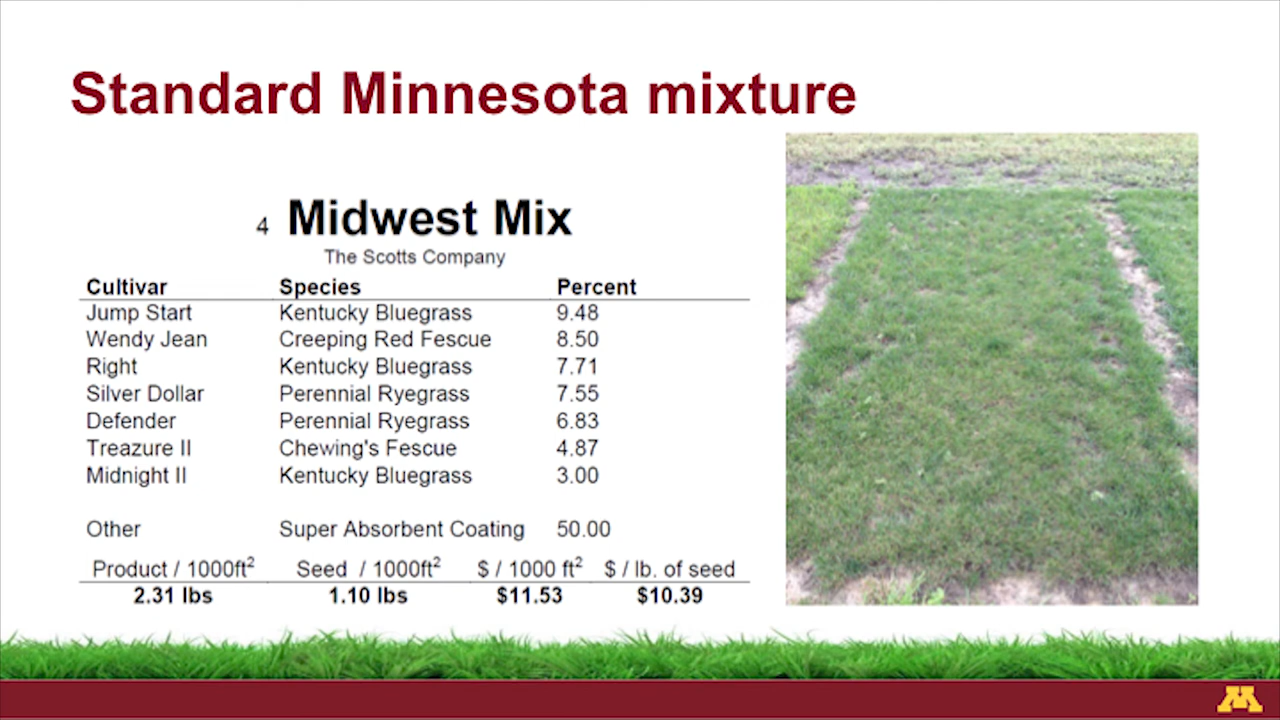 Standard Minnesota mixture
4 Midwest Mix
The Scotts Company
Cultivar Species Percent
Jump Start Kentucky Bluegrass 9.48
Wendy Jean Creeping Red Fescue 8.50
Right Kentucky Bluegrass 7.71
Silver Dollar Perennial Ryegrass 7.55
Defender Perennial Ryegrass 6.83
Treazure II Chewing's Fescue 4.87
Midnight II Kentucky Bluegrass 3.00
Other Super Absorbent Coating 50.00
Product / 1000ft² Seed / 1000ft² $ / 1000 ft² $ / lb. of seed
2.31 lbs 1.10 lbs $11.53 $10.39
M